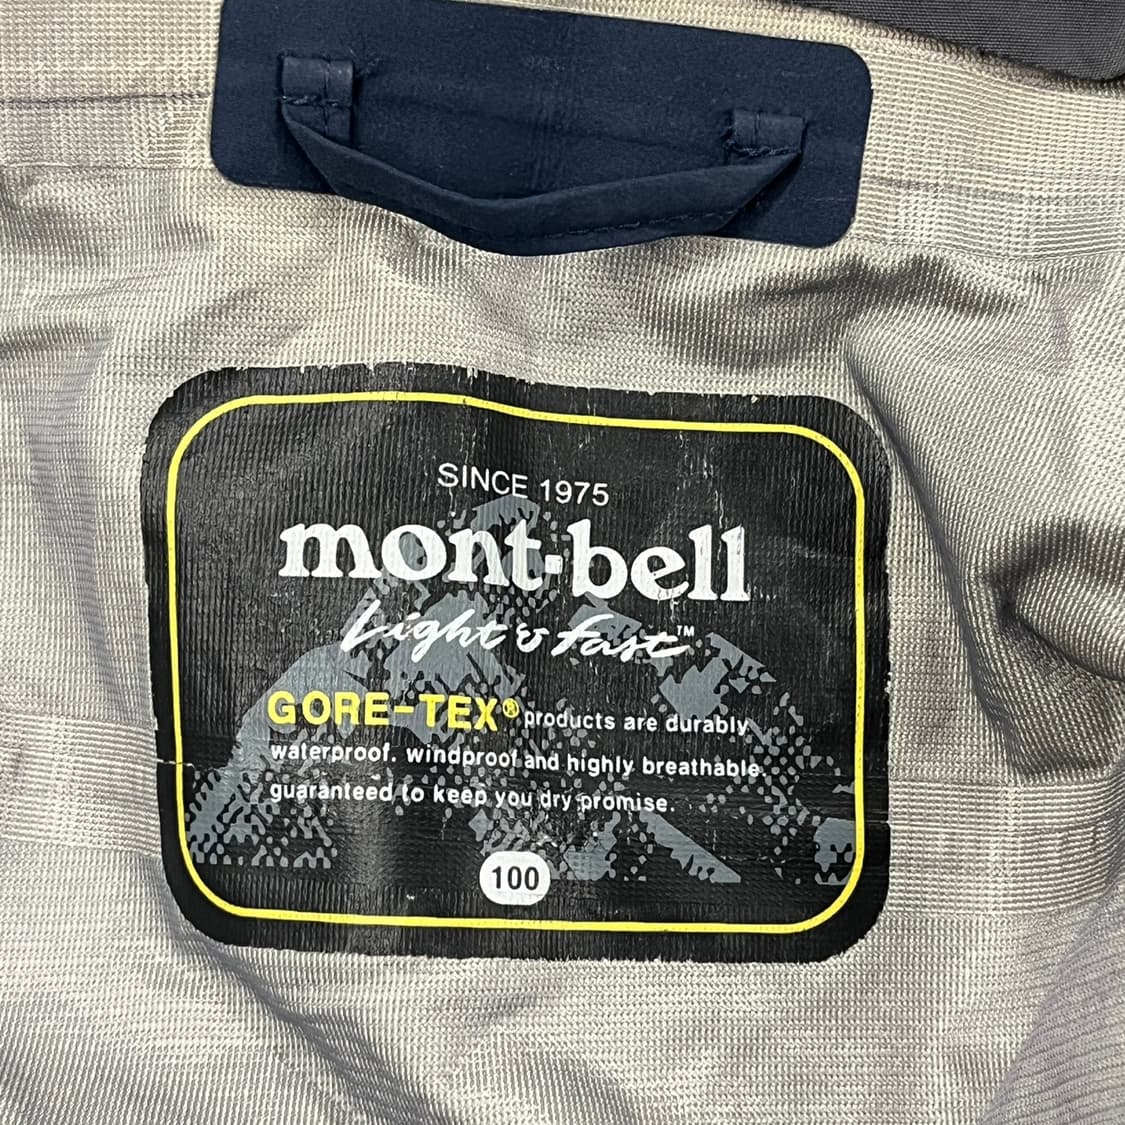 SINCE 1975
mont-bell
Light & Fast™
GORE-TEX® products are durably
waterproof. windproof and highly breathable.
guaranteed to keep you dry promise.
100